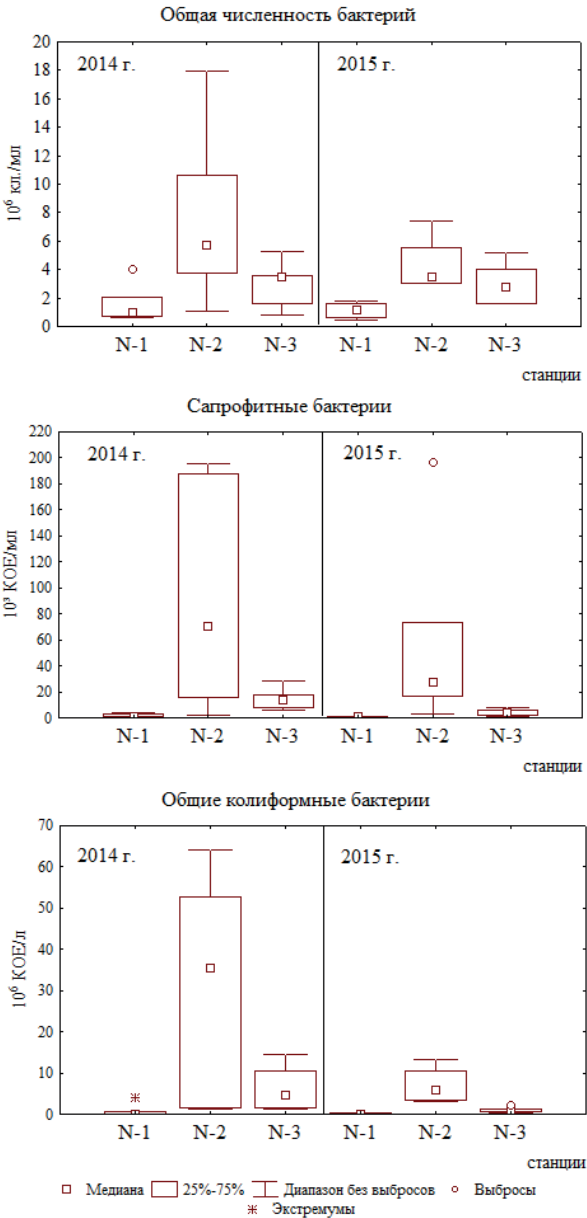 Общая численность бактерий
20
18
16
14
12
10
8
6
4
2
0
10⁶ кл./мл
2014 г.
2015 г.
N-1 N-2 N-3 N-1 N-2 N-3
станции
Сапрофитные бактерии
220
200
180
160
140
120
100
80
60
40
20
0
10³ КОЕ/мл
2014 г.
2015 г.
N-1 N-2 N-3 N-1 N-2 N-3
станции
Общие колиформные бактерии
70
60
50
40
30
20
10
0
10⁶ КОЕ/л
2014 г.
2015 г.
N-1 N-2 N-3 N-1 N-2 N-3
станции
Медиана 25%-75% Диапазон без выбросов Выбросы
Экстремумы